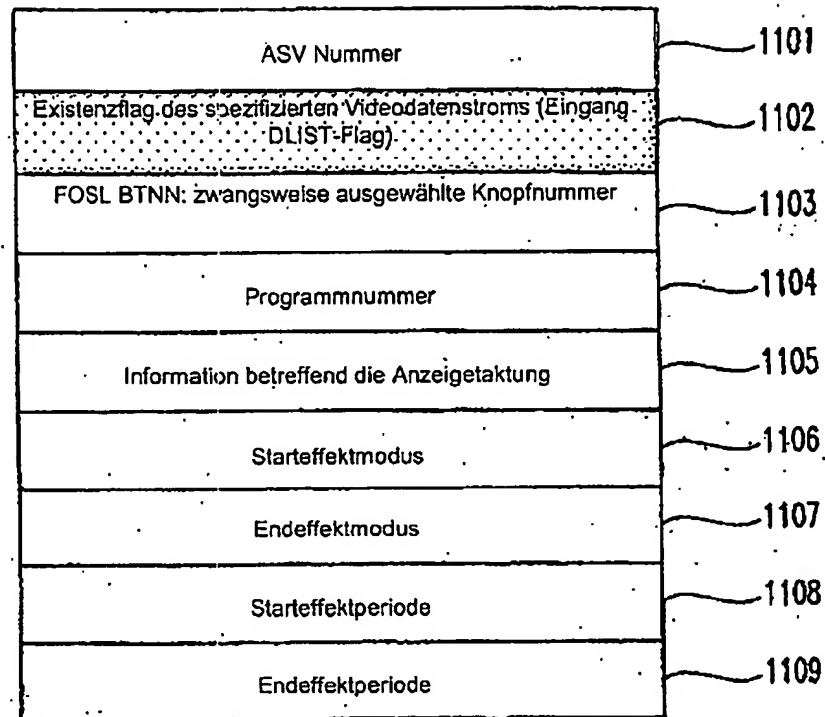 ASV Nummer
1101
Existenzflag des spezifizierten Videodatenstroms (Eingang
DLIST-Flag)
1102
FOSL BTNN: zwangsweise ausgewählte Knopfnummer
1103
Programmnummer
1104
Information betreffend die Anzeigetaktung
1105
Starteffektmodus
1106
Endeffektmodus
1107
Starteffektperiode
1108
Endeffektperiode
1109